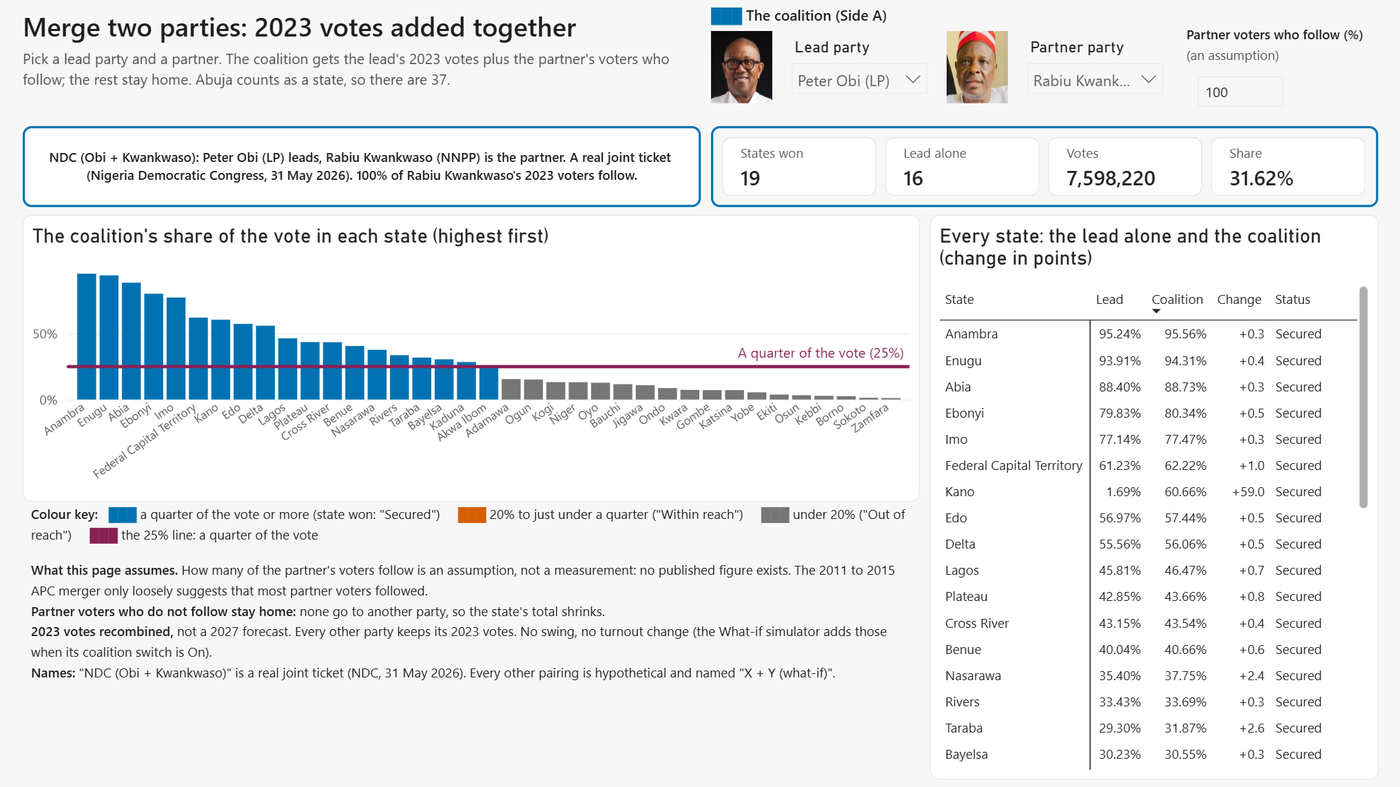 Merge two parties: 2023 votes added together
Pick a lead party and a partner. The coalition gets the lead's 2023 votes plus the partner's voters who
follow; the rest stay home. Abuja counts as a state, so there are 37.
The coalition (Side A)
Lead party
Peter Obi (LP)
Partner party
Rabiu Kwank...
Partner voters who follow (%)
(an assumption)
100
NDC (Obi + Kwankwaso): Peter Obi (LP) leads, Rabiu Kwankwaso (NNPP) is the partner. A real joint ticket
(Nigeria Democratic Congress, 31 May 2026). 100% of Rabiu Kwankwaso's 2023 voters follow.
States won
19
Lead alone
16
Votes
7,598,220
Share
31.62%
The coalition's share of the vote in each state (highest first)
50%
0%
A quarter of the vote (25%)
Anambra
Enugu
Abia
Ebonyi
Imo
Federal Capital Territory
Kano
Edo
Delta
Lagos
Plateau
Cross River
Benue
Nasarawa
Rivers
Taraba
Bayelsa
Kaduna
Akwa Ibom
Adamawa
Ogun
Kogi
Niger
Oyo
Bauchi
Jigawa
Ondo
Kwara
Gombe
Katsina
Yobe
Ekiti
Osun
Kebbi
Borno
Sokoto
Zamfara
Colour key: a quarter of the vote or more (state won: "Secured") 20% to just under a quarter ("Within reach") under 20% ("Out of
reach") the 25% line: a quarter of the vote
What this page assumes. How many of the partner's voters follow is an assumption, not a measurement: no published figure exists. The 2011 to 2015
APC merger only loosely suggests that most partner voters followed.
Partner voters who do not follow stay home: none go to another party, so the state's total shrinks.
2023 votes recombined, not a 2027 forecast. Every other party keeps its 2023 votes. No swing, no turnout change (the What-if simulator adds those
when its coalition switch is On).
Names: "NDC (Obi + Kwankwaso)" is a real joint ticket (NDC, 31 May 2026). Every other pairing is hypothetical and named "X + Y (what-if)".
Every state: the lead alone and the coalition
(change in points)
State Lead Coalition Change Status
Anambra 95.24% 95.56% +0.3 Secured
Enugu 93.91% 94.31% +0.4 Secured
Abia 88.40% 88.73% +0.3 Secured
Ebonyi 79.83% 80.34% +0.5 Secured
Imo 77.14% 77.47% +0.3 Secured
Federal Capital Territory 61.23% 62.22% +1.0 Secured
Kano 1.69% 60.66% +59.0 Secured
Edo 56.97% 57.44% +0.5 Secured
Delta 55.56% 56.06% +0.5 Secured
Lagos 45.81% 46.47% +0.7 Secured
Plateau 42.85% 43.66% +0.8 Secured
Cross River 43.15% 43.54% +0.4 Secured
Benue 40.04% 40.66% +0.6 Secured
Nasarawa 35.40% 37.75% +2.4 Secured
Rivers 33.43% 33.69% +0.3 Secured
Taraba 29.30% 31.87% +2.6 Secured
Bayelsa 30.23% 30.55% +0.3 Secured